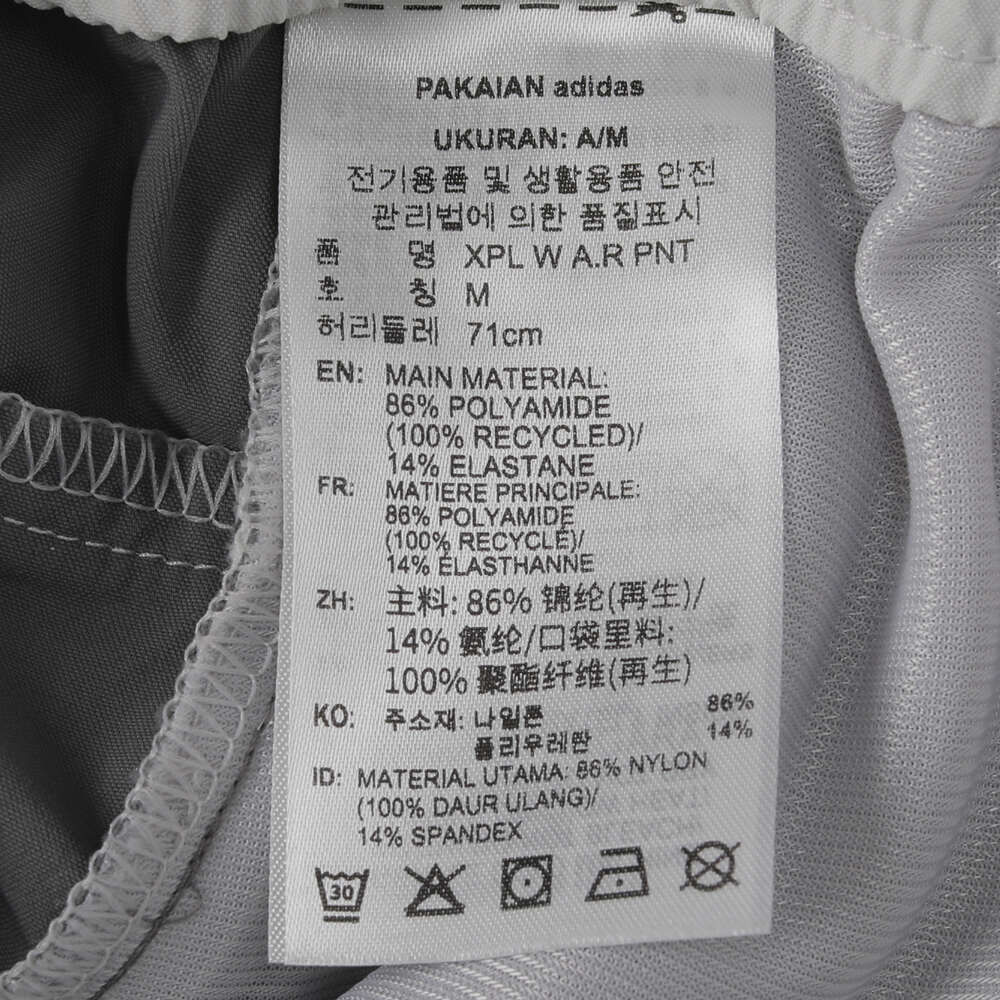 PAKAIAN adidas
UKURAN: A/M
전기용품 및 생활용품 안전
관리법에 의한 품질표시
품 명 XPL W A.R PNT
호 칭 M
허리둘레 71cm
EN: MAIN MATERIAL:
86% POLYAMIDE
(100% RECYCLED)/
14% ELASTANE
FR: MATIERE PRINCIPALE:
86% POLYAMIDE
(100% RECYCLÉ)/
14% ÉLASTHANNE
ZH: 主料: 86% 锦纶(再生)/
14% 氨纶/口袋里料:
100% 聚酯纤维(再生)
KO: 주소재: 나일론 86%
폴리우레탄 14%
ID: MATERIAL UTAMA: 86% NYLON
(100% DAUR ULANG)/
14% SPANDEX
30